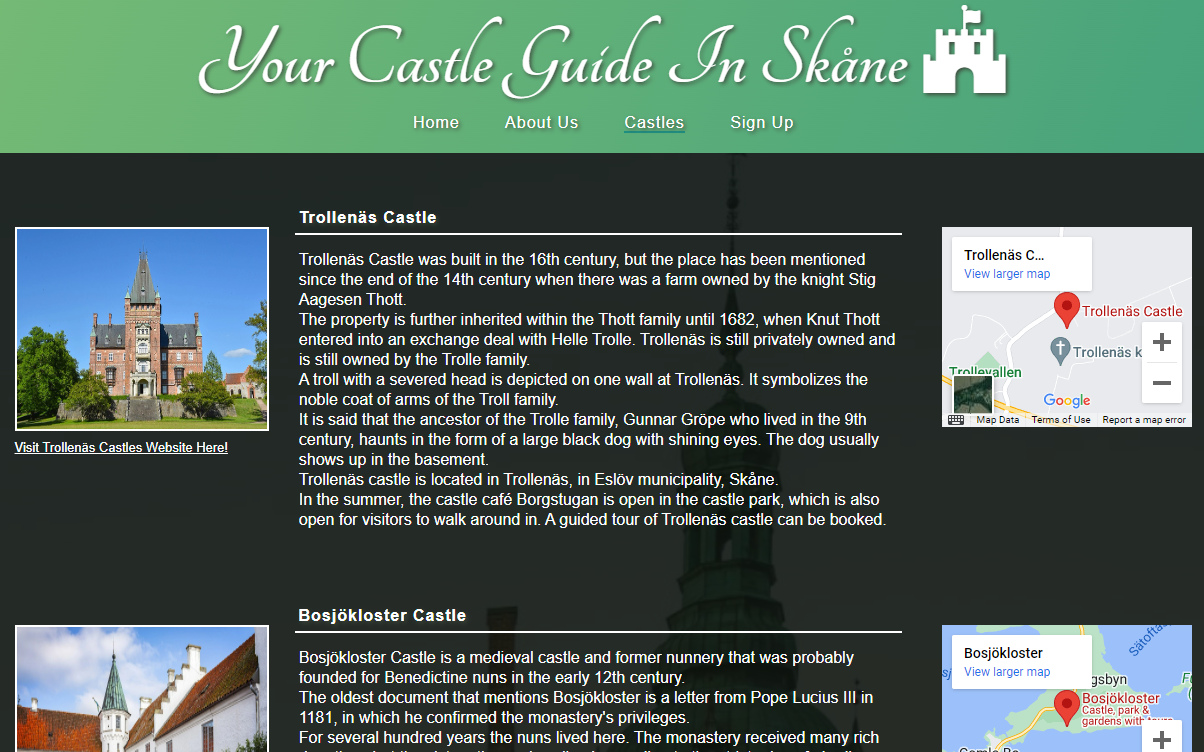 Your Castle Guide In Skåne
Home About Us Castles Sign Up
Trollenäs Castle
Trollenäs Castle was built in the 16th century, but the place has been mentioned
since the end of the 14th century when there was a farm owned by the knight Stig
Aagesen Thott.
The property is further inherited within the Thott family until 1682, when Knut Thott
entered into an exchange deal with Helle Trolle. Trollenäs is still privately owned and
is still owned by the Trolle family.
A troll with a severed head is depicted on one wall at Trollenäs. It symbolizes the
noble coat of arms of the Troll family.
It is said that the ancestor of the Trolle family, Gunnar Gröpe who lived in the 9th
century, haunts in the form of a large black dog with shining eyes. The dog usually
shows up in the basement.
Trollenäs castle is located in Trollenäs, in Eslöv municipality, Skåne.
In the summer, the castle café Borgstugan is open in the castle park, which is also
open for visitors to walk around in. A guided tour of Trollenäs castle can be booked.
Visit Trollenäs Castles Website Here!
Trollenäs C...
View larger map
Trollenäs Castle
Trollenäs k
Trollevallen
Google
Map Data Terms of Use Report a map error
Bosjökloster Castle
Bosjökloster Castle is a medieval castle and former nunnery that was probably
founded for Benedictine nuns in the early 12th century.
The oldest document that mentions Bosjökloster is a letter from Pope Lucius III in
1181, in which he confirmed the monastery's privileges.
For several hundred years the nuns lived here. The monastery received many rich
Bosjökloster
View larger map
gsbyn
Bosjökloster
Castle, park &
gardens with tours